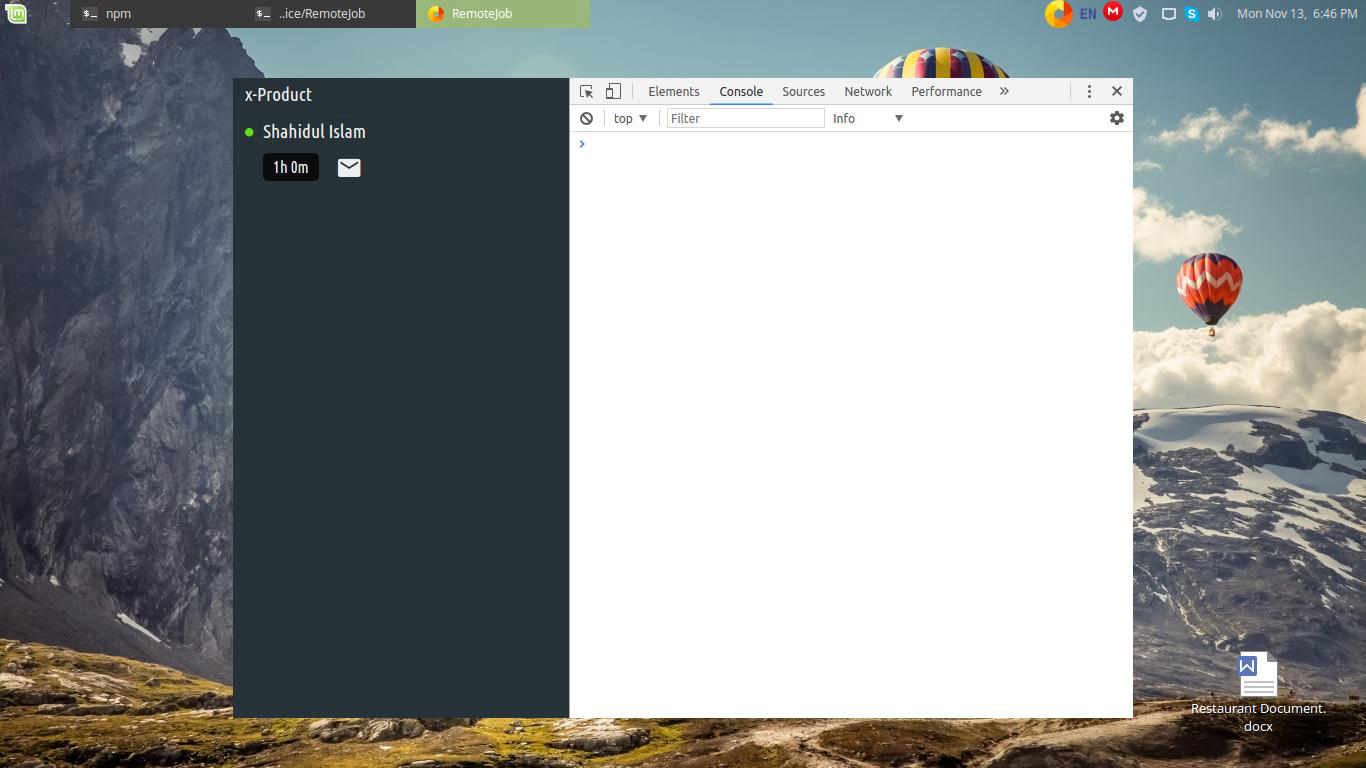 npm
..ice/RemoteJob
RemoteJob
EN
M
S
Mon Nov 13, 6:46 PM
x-Product
Shahidul Islam
1h 0m
Elements Console Sources Network Performance »
top Filter Info
W
Restaurant Document.
docx